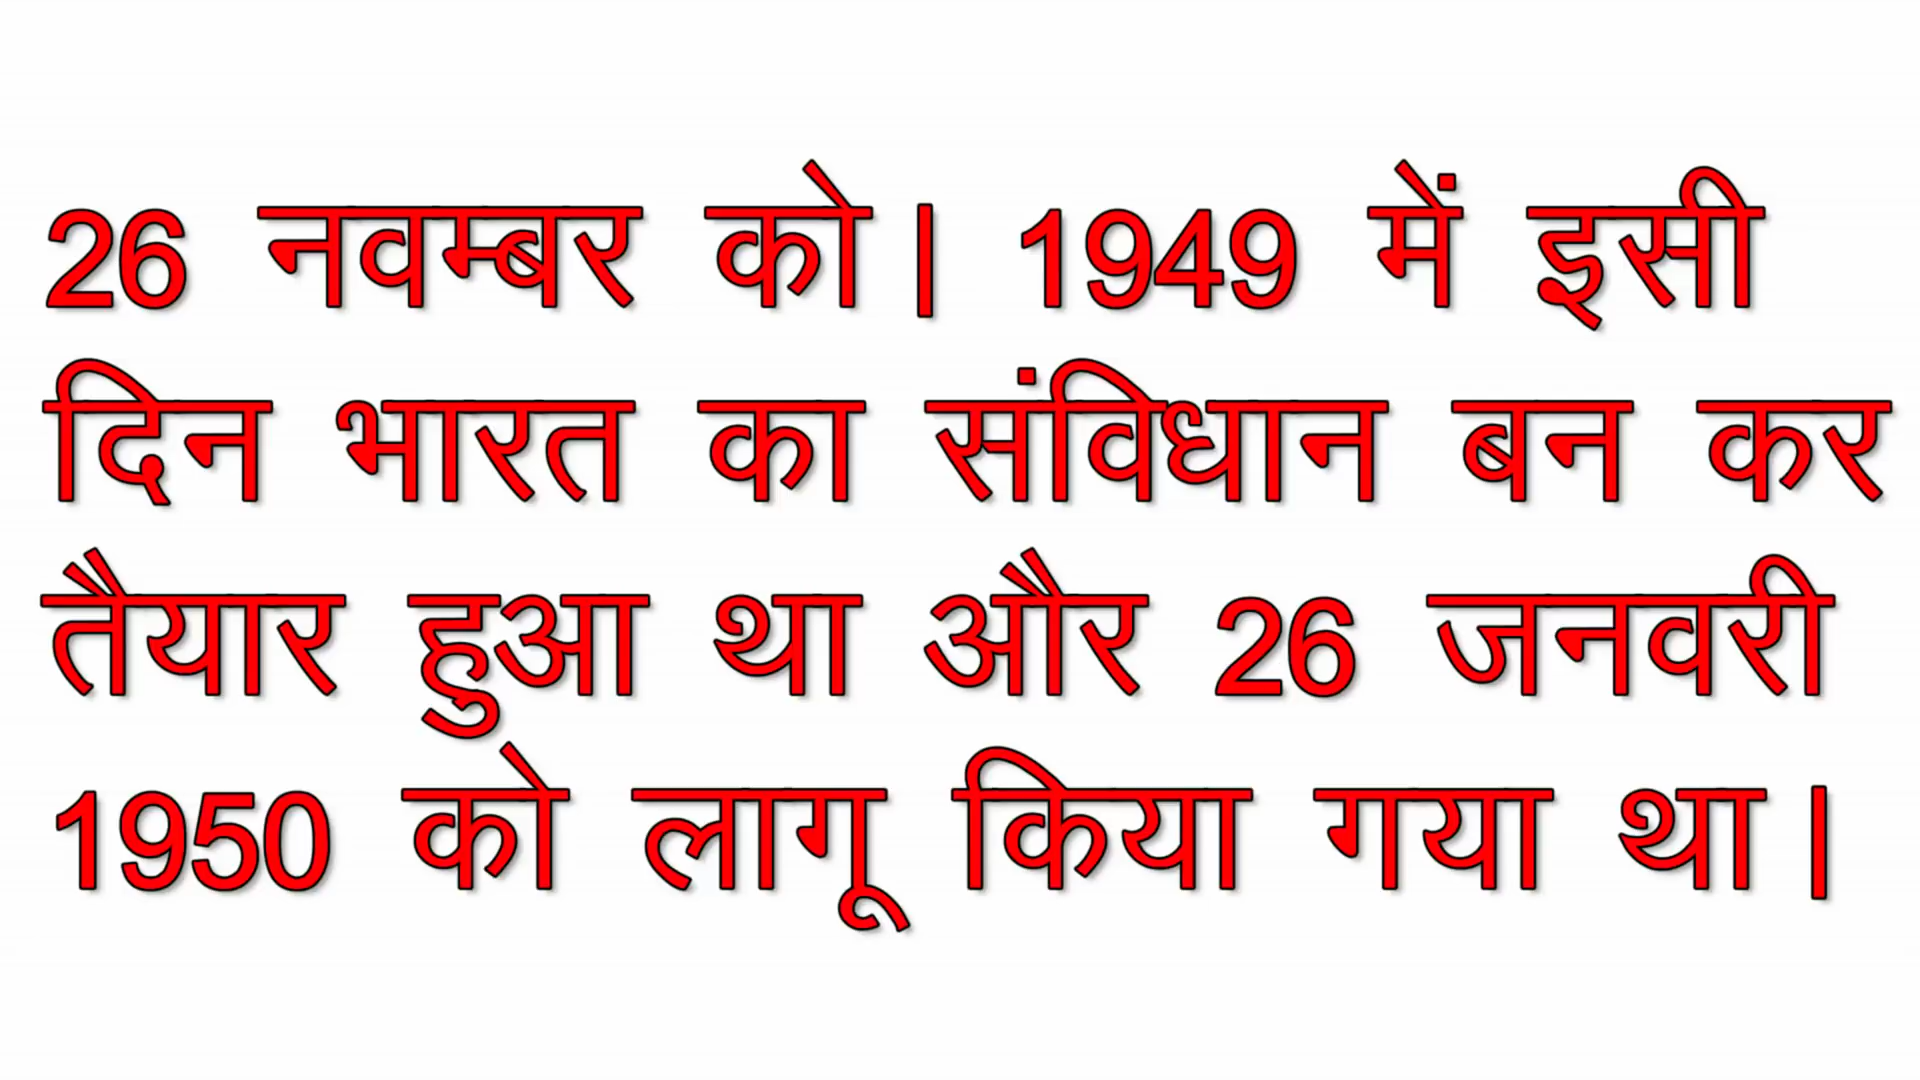 26 नवम्बर को। 1949 में इसी
दिन भारत का संविधान बन कर
तैयार हुआ था और 26 जनवरी
1950 को लागू किया गया था।